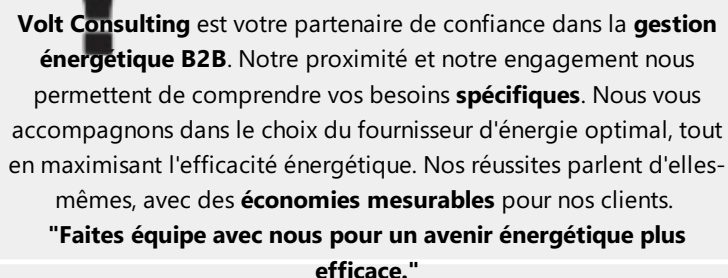 Volt Consulting est votre partenaire de confiance dans la gestion
énergétique B2B. Notre proximité et notre engagement nous
permettent de comprendre vos besoins spécifiques. Nous vous
accompagnons dans le choix du fournisseur d'énergie optimal, tout
en maximisant l'efficacité énergétique. Nos réussites parlent d'elles-
mêmes, avec des économies mesurables pour nos clients.
"Faites équipe avec nous pour un avenir énergétique plus
efficace."